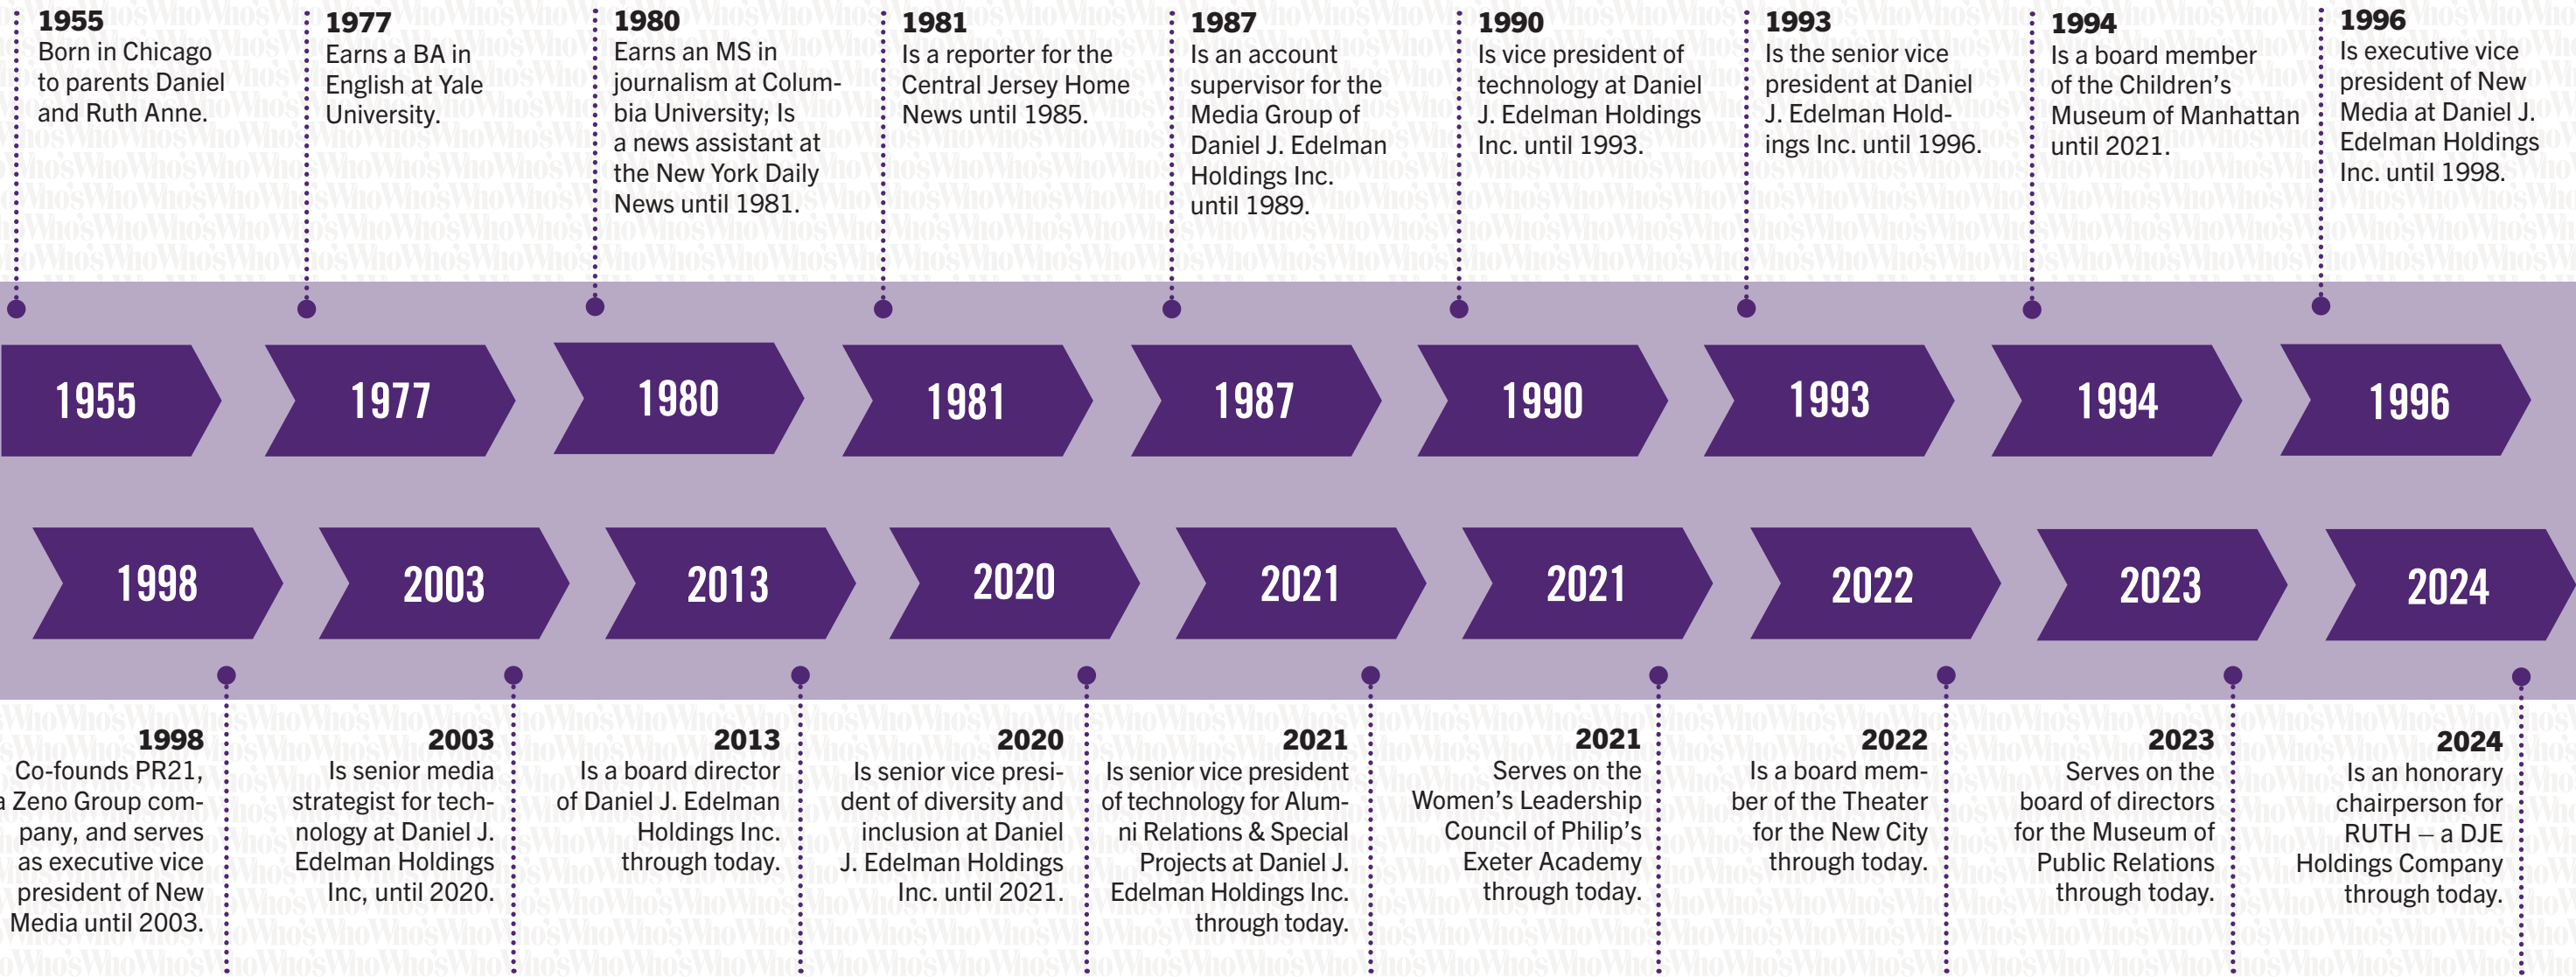 1955
Born in Chicago
to parents Daniel
and Ruth Anne.
1977
Earns a BA in
English at Yale
University.
1980
Earns an MS in
journalism at Colum-
bia University; Is
a news assistant at
the New York Daily
News until 1981.
1981
Is a reporter for the
Central Jersey Home
News until 1985.
1987
Is an account
supervisor for the
Media Group of
Daniel J. Edelman
Holdings Inc.
until 1989.
1990
Is vice president of
technology at Daniel
J. Edelman Holdings
Inc. until 1993.
1993
Is the senior vice
president at Daniel
J. Edelman Hold-
ings Inc. until 1996.
1994
Is a board member
of the Children's
Museum of Manhattan
until 2021.
1996
Is executive vice
president of New
Media at Daniel J.
Edelman Holdings
Inc. until 1998.
1955
1977
1980
1981
1987
1990
1993
1994
1996
1998
2003
2013
2020
2021
2021
2022
2023
2024
1998
Co-founds PR21,
a Zeno Group com-
pany, and serves
as executive vice
president of New
Media until 2003.
2003
Is senior media
strategist for tech-
nology at Daniel J.
Edelman Holdings
Inc, until 2020.
2013
Is a board director
of Daniel J. Edelman
Holdings Inc.
through today.
2020
Is senior vice presi-
dent of diversity and
inclusion at Daniel
J. Edelman Holdings
Inc. until 2021.
2021
Is senior vice president
of technology for Alum-
ni Relations & Special
Projects at Daniel J.
Edelman Holdings Inc.
through today.
2021
Serves on the
Women's Leadership
Council of Philip's
Exeter Academy
through today.
2022
Is a board mem-
ber of the Theater
for the New City
through today.
2023
Serves on the
board of directors
for the Museum of
Public Relations
through today.
2024
Is an honorary
chairperson for
RUTH – a DJE
Holdings Company
through today.